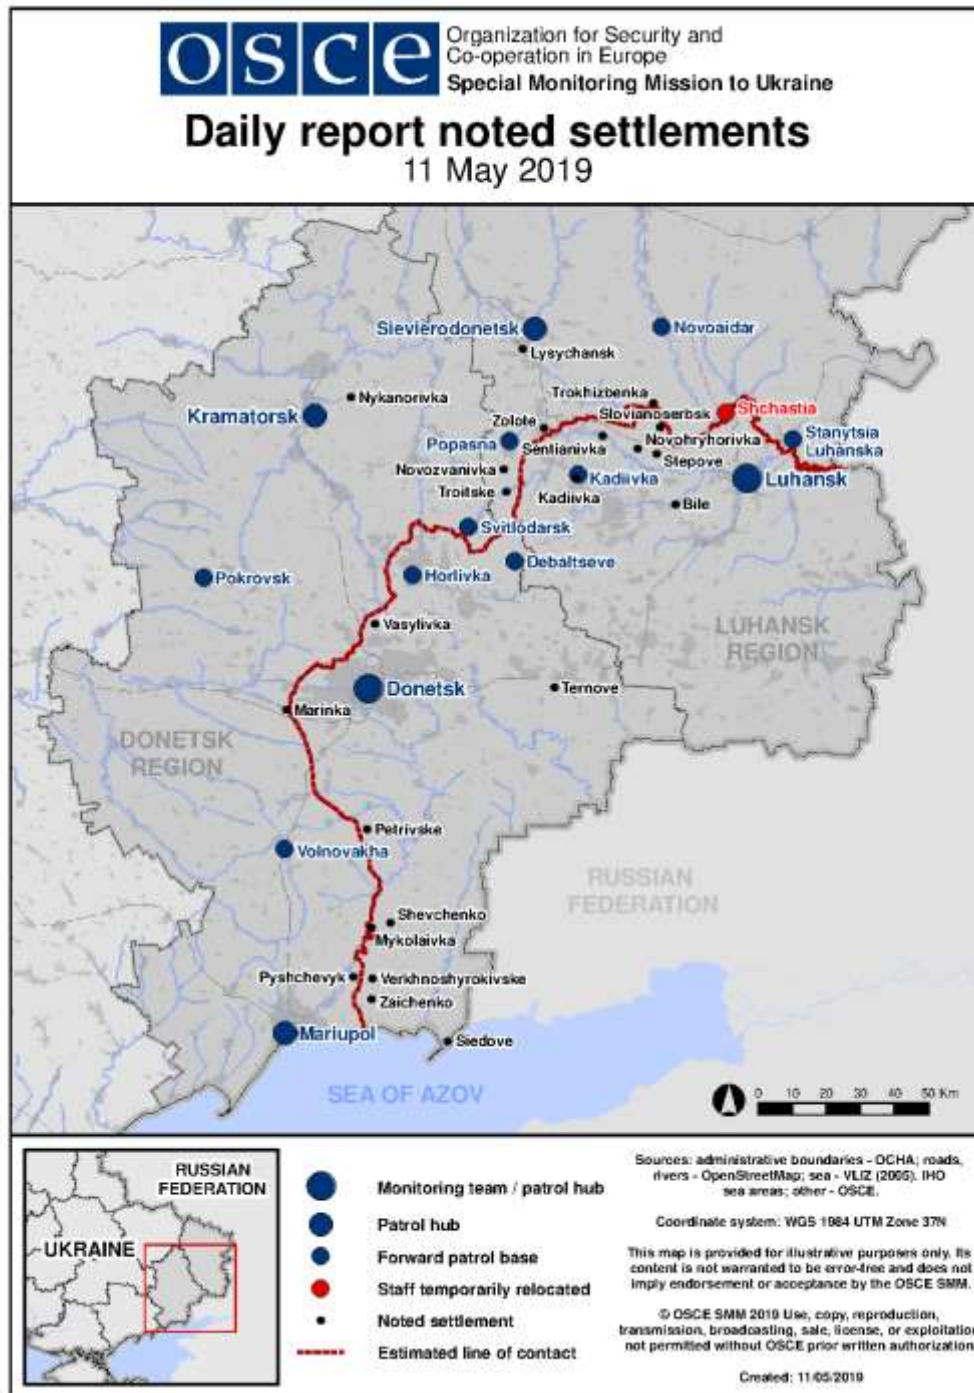 osce
Organization for Security and
Co-operation in Europe
Special Monitoring Mission to Ukraine
Daily report noted settlements
11 May 2019
Sievierodonetsk
Novoaidar
Lysychansk
Nykanorivka
Trokhizbenka
Kramatorsk
Slovianoserbsk
Shchastia
Zolote
Popasna
Sentianivka
Novohryhorivka
Stanytsia
Luhanska
Stepove
Novozvanivka
Kadiivka
Luhansk
Troitske
Kadiivka
Bile
Svitlodarsk
Debaltseve
Pokrovsk
Horlivka
Vasylivka
LUHANSK
REGION
Donetsk
Ternove
Marinka
DONETSK
REGION
Petrivske
Volnovakha
RUSSIAN
FEDERATION
Shevchenko
Mykolaivka
Pyshchevyk
Verkhnoshyrokivske
Zaichenko
Mariupol
Siedove
SEA OF AZOV
0 10 20 30 40 50 Km
RUSSIAN
FEDERATION
UKRAINE
Monitoring team / patrol hub
Patrol hub
Forward patrol base
Staff temporarily relocated
Noted settlement
Estimated line of contact
Sources: administrative boundaries - OCHA; roads,
rivers - OpenStreetMap; sea - VLIZ (2005). IHO
sea areas; other - OSCE.
Coordinate system: WGS 1984 UTM Zone 37N
This map is provided for illustrative purposes only. Its
content is not warranted to be error-free and does not
imply endorsement or acceptance by the OSCE SMM.
© OSCE SMM 2019 Use, copy, reproduction,
transmission, broadcasting, sale, license, or exploitation
not permitted without OSCE prior written authorization
Created: 11/05/2019